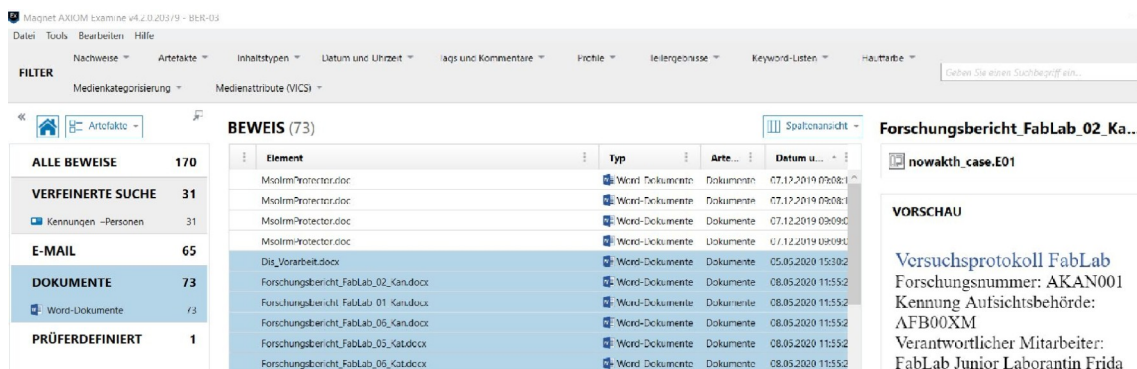 Magnet AXIOM Examine v4.2.0.20379 - BER-03
Datei Tools Bearbeiten Hilfe
FILTER
Nachweise Artefakte Inhaltstypen Datum und Uhrzeit Tags und Kommentare Profile Teilergebnisse Keyword-Listen Hautfarbe
Geben Sie einen Suchbegriff ein...
Medienkategorisierung Medienattribute (VICS)
Artefakte
ALLE BEWEISE 170
VERFEINERTE SUCHE 31
Kennungen –Personen 31
E-MAIL 65
DOKUMENTE 73
Word-Dokumente 73
PRÜFERDEFINIERT 1
BEWEIS (73)
Spaltenansicht
Element Typ Arte... Datum u...
MsoIrmProtector.doc Word-Dokumente Dokumente 07.12.2019 09:08:1
MsoIrmProtector.doc Word-Dokumente Dokumente 07.12.2019 09:08:1
MsoIrmProtector.doc Word-Dokumente Dokumente 07.12.2019 09:09:0
MsoIrmProtector.doc Word-Dokumente Dokumente 07.12.2019 09:09:0
Dis_Vorarbeit.docx Word-Dokumente Dokumente 05.05.2020 15:30:2
Forschungsbericht_FabLab_02_Kan.docx Word-Dokumente Dokumente 08.05.2020 11:55:2
Forschungsbericht_FabLab_01_Kan.docx Word-Dokumente Dokumente 08.05.2020 11:55:2
Forschungsbericht_FabLab_06_Kan.docx Word-Dokumente Dokumente 08.05.2020 11:55:2
Forschungsbericht_FabLab_05_Kat.docx Word-Dokumente Dokumente 08.05.2020 11:55:2
Forschungsbericht_FabLab_06_Kat.docx Word-Dokumente Dokumente 08.05.2020 11:55:2
Forschungsbericht_FabLab_02_Ka...
nowakth_case.E01
VORSCHAU
Versuchsprotokoll FabLab
Forschungsnummer: AKAN001
Kennung Aufsichtsbehörde:
AFB00XM
Verantwortlicher Mitarbeiter:
FabLab Junior Laborantin Frida